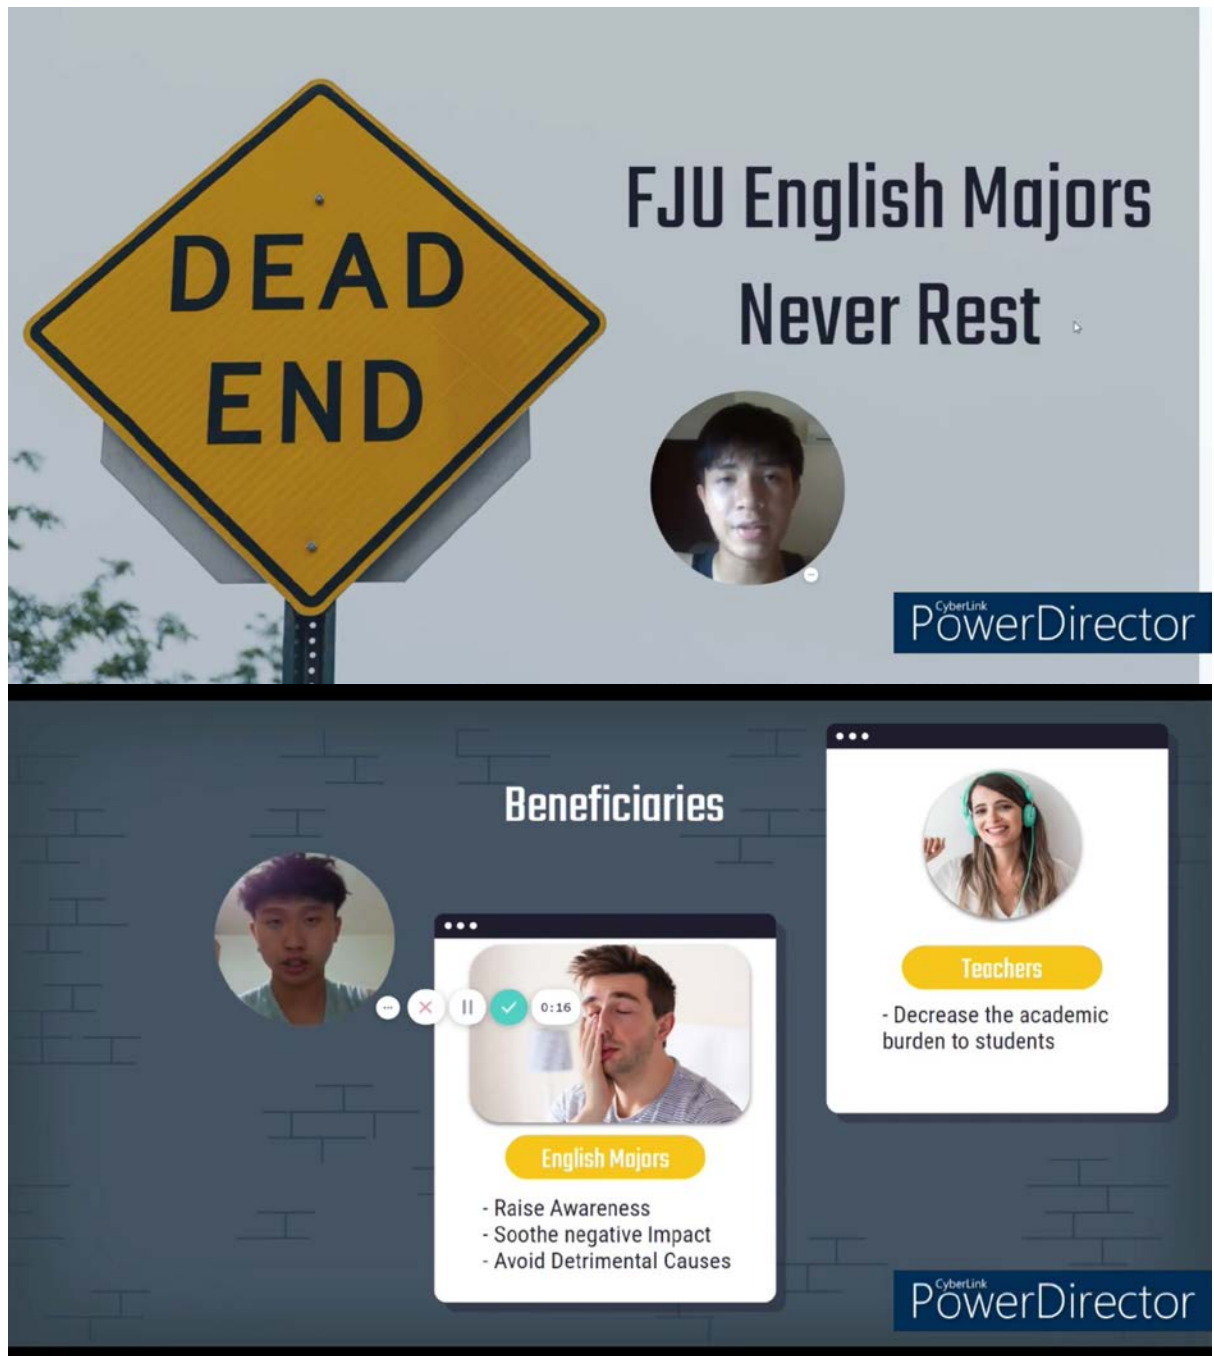 DEAD
END
FJU English Majors
Never Rest
CyberLink
PowerDirector
Beneficiaries
0:16
English Majors
- Raise Awareness
- Soothe negative Impact
- Avoid Detrimental Causes
Teachers
- Decrease the academic
burden to students
CyberLink
PowerDirector